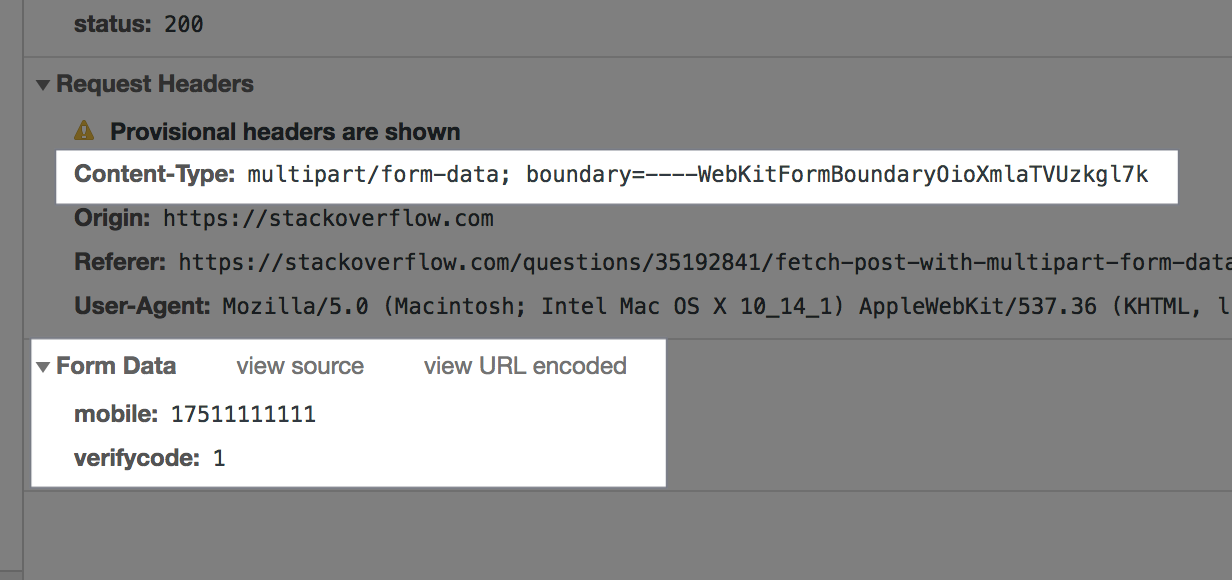 status: 200
Request Headers
Provisional headers are shown
Content-Type: multipart/form-data; boundary=----WebKitFormBoundaryOioXmlaTVUzkgl7k
Origin: https://stackoverflow.com
Referer: https://stackoverflow.com/questions/35192841/fetch-post-with-multipart-form-data
User-Agent: Mozilla/5.0 (Macintosh; Intel Mac OS X 10_14_1) AppleWebKit/537.36 (KHTML, l
Form Data view source view URL encoded
mobile: 17511111111
verifycode: 1